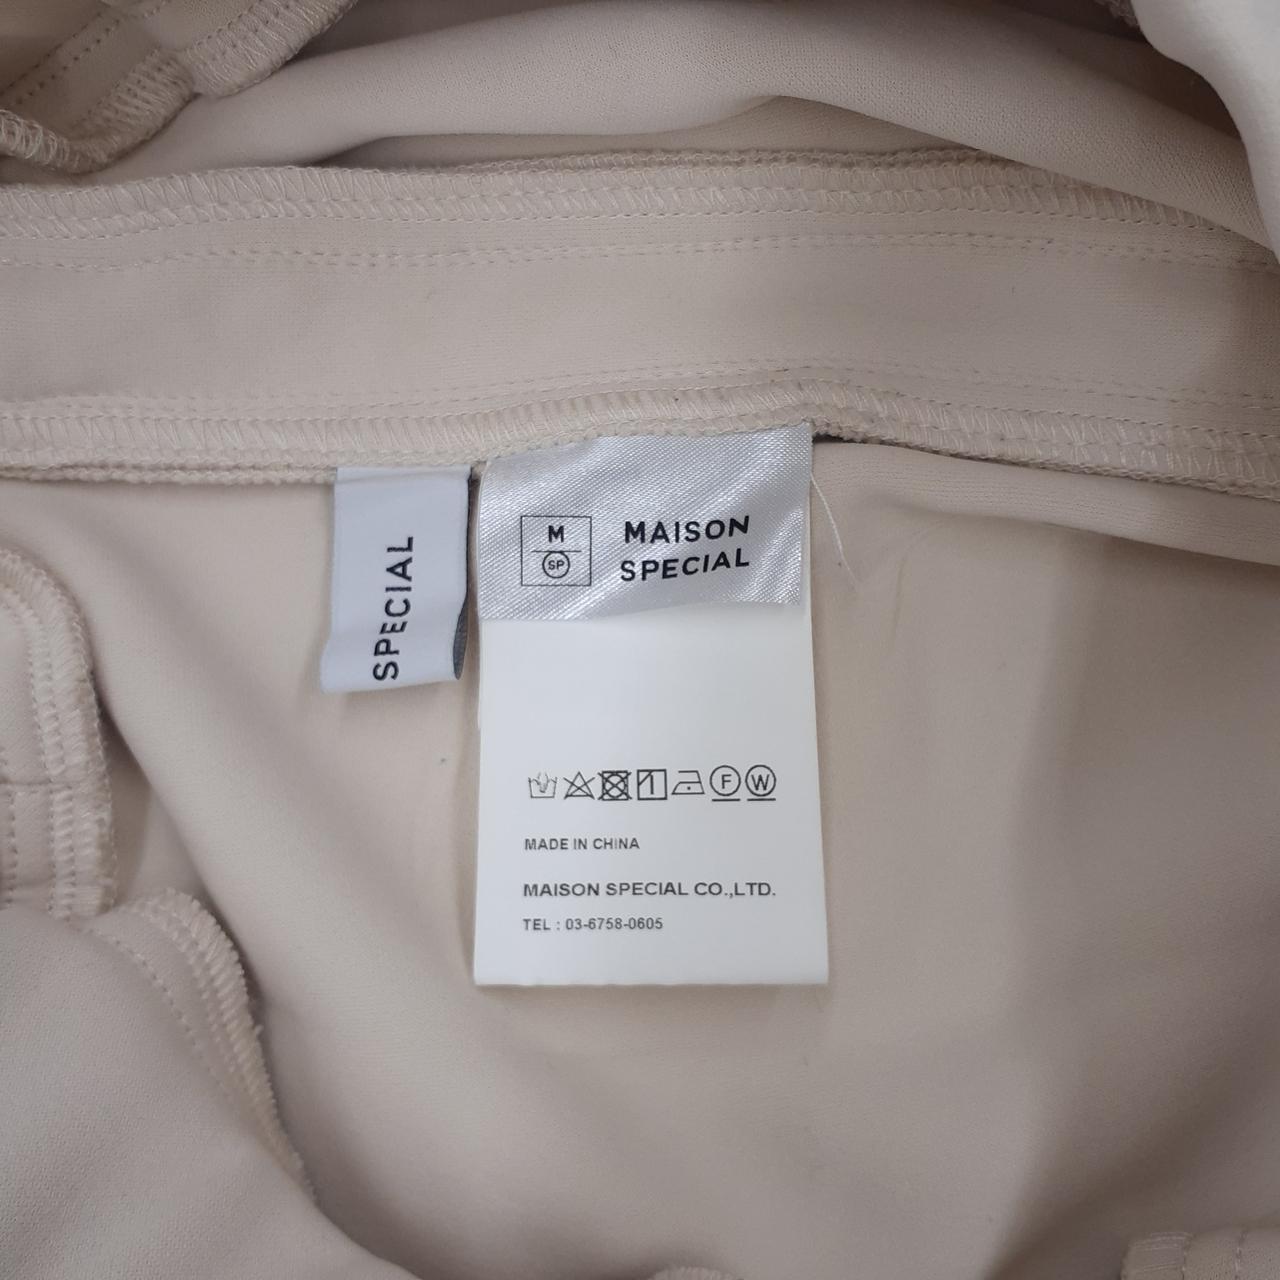 SPECIAL
M
SP
MAISON
SPECIAL
F W
MADE IN CHINA
MAISON SPECIAL CO.,LTD.
TEL : 03-6758-0605